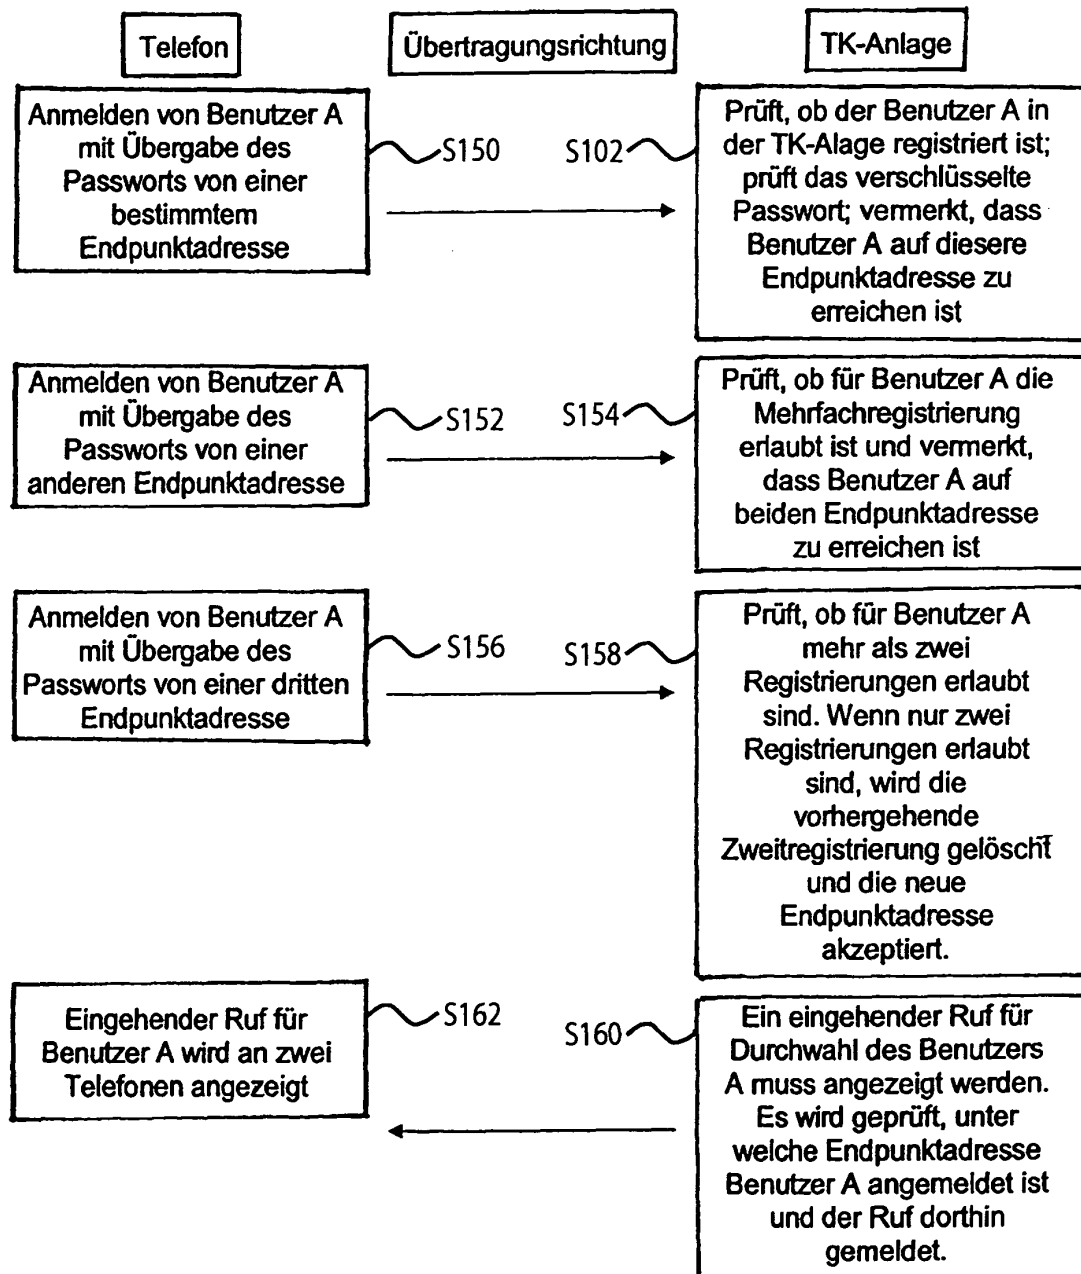 Telefon
Übertragungsrichtung
TK-Anlage
Anmelden von Benutzer A
mit Übergabe des
Passworts von einer
bestimmtem
Endpunktadresse
S150
S102
Prüft, ob der Benutzer A in
der TK-Alage registriert ist;
prüft das verschlüsselte
Passwort; vermerkt, dass
Benutzer A auf diesere
Endpunktadresse zu
erreichen ist
Anmelden von Benutzer A
mit Übergabe des
Passworts von einer
anderen Endpunktadresse
S152
S154
Prüft, ob für Benutzer A die
Mehrfachregistrierung
erlaubt ist und vermerkt,
dass Benutzer A auf
beiden Endpunktadresse
zu erreichen ist
Anmelden von Benutzer A
mit Übergabe des
Passworts von einer dritten
Endpunktadresse
S156
S158
Prüft, ob für Benutzer A
mehr als zwei
Registrierungen erlaubt
sind. Wenn nur zwei
Registrierungen erlaubt
sind, wird die
vorhergehende
Zweitregistrierung gelöscht
und die neue
Endpunktadresse
akzeptiert.
Eingehender Ruf für
Benutzer A wird an zwei
Telefonen angezeigt
S162
S160
Ein eingehender Ruf für
Durchwahl des Benutzers
A muss angezeigt werden.
Es wird geprüft, unter
welche Endpunktadresse
Benutzer A angemeldet ist
und der Ruf dorthin
gemeldet.